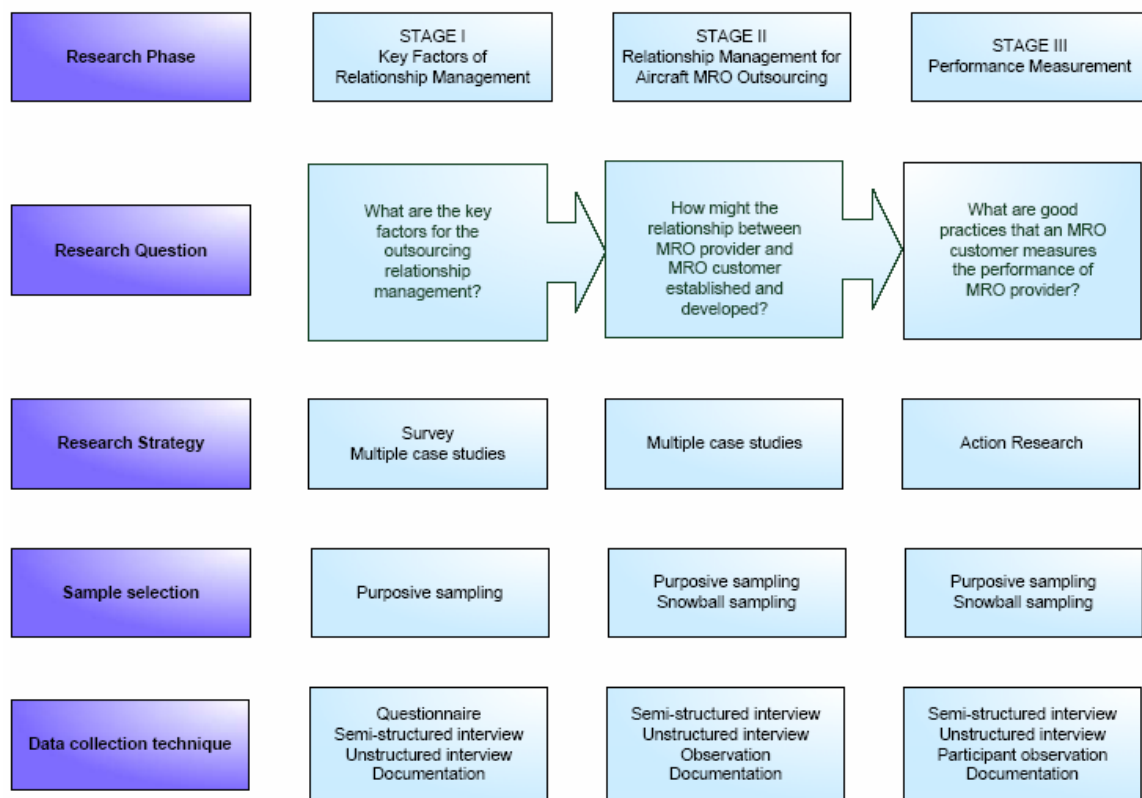 Research Phase
STAGE I
Key Factors of
Relationship Management
STAGE II
Relationship Management for
Aircraft MRO Outsourcing
STAGE III
Performance Measurement
Research Question
What are the key
factors for the
outsourcing
relationship
management?
How might the
relationship between
MRO provider and
MRO customer
established and
developed?
What are good
practices that an MRO
customer measures
the performance of
MRO provider?
Research Strategy
Survey
Multiple case studies
Multiple case studies
Action Research
Sample selection
Purposive sampling
Purposive sampling
Snowball sampling
Purposive sampling
Snowball sampling
Data collection technique
Questionnaire
Semi-structured interview
Unstructured interview
Documentation
Semi-structured interview
Unstructured interview
Observation
Documentation
Semi-structured interview
Unstructured interview
Participant observation
Documentation